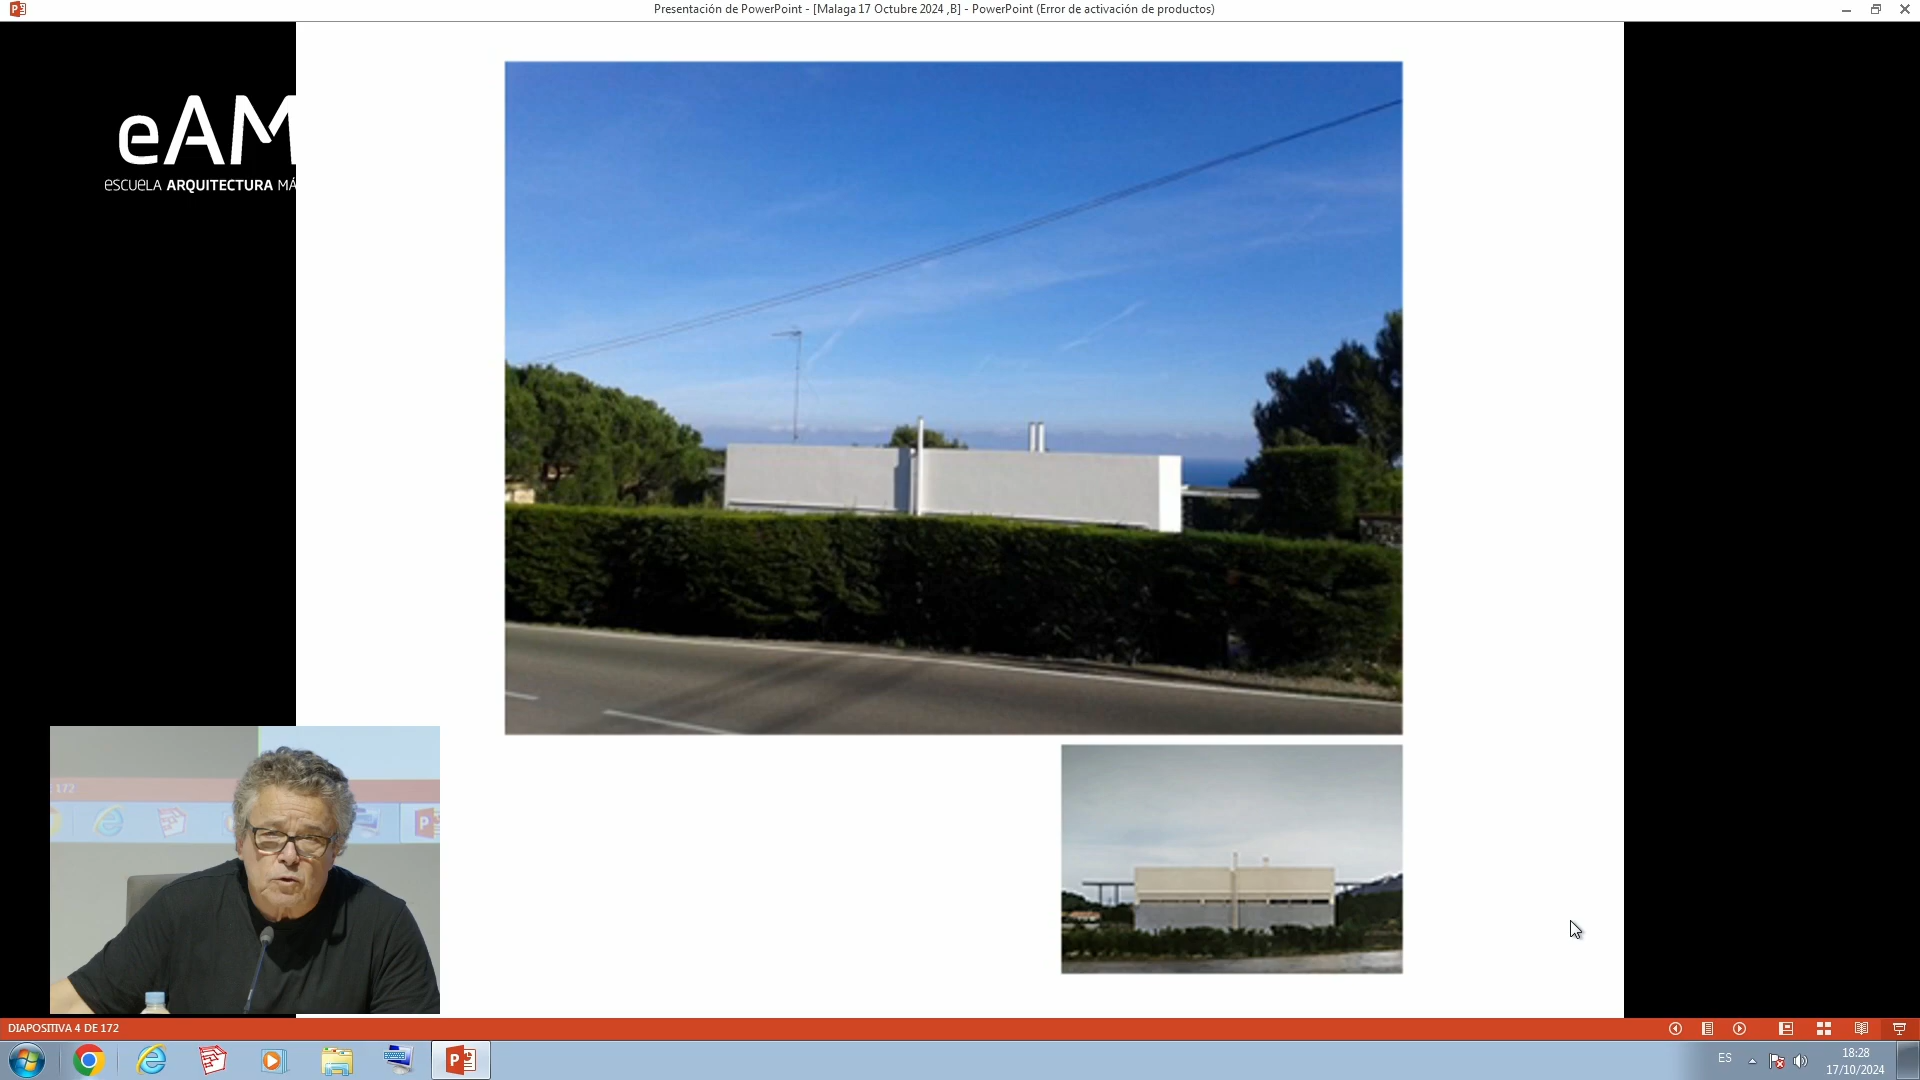 Presentación de PowerPoint - [Malaga 17 Octubre 2024 ,B] - PowerPoint (Error de activación de productos)
eAM
escuela ARQUITECTURA MÁ
172
DIAPOSITIVA 4 DE 172
ES
18:28
17/10/2024